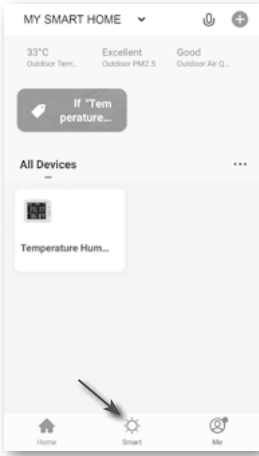 MY SMART HOME
33°C Excellent Good
Outdoor Tem... Outdoor PM2.5 Outdoor Air Q...
If "Tem
perature...
All Devices
Temperature Hum...
Home Smart Me